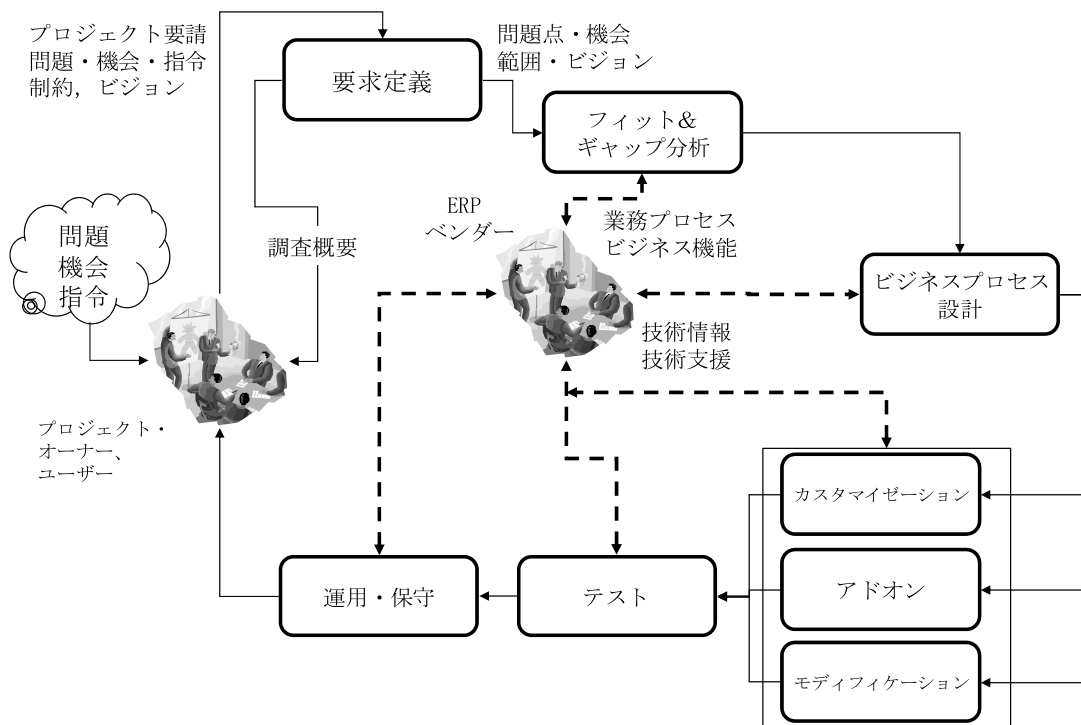 プロジェクト要請
問題・機会・指令
制約，ビジョン
要求定義
問題点・機会
範囲・ビジョン
フィット&
ギャップ分析
問題
機会
指令
調査概要
ERP
ベンダー
業務プロセス
ビジネス機能
ビジネスプロセス
設計
技術情報
技術支援
プロジェクト・
オーナー、
ユーザー
カスタマイゼーション
アドオン
モディフィケーション
テスト
運用・保守